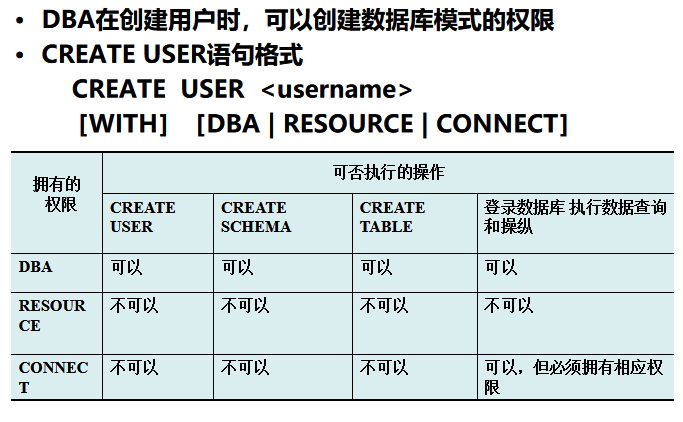 • DBA在创建用户时，可以创建数据库模式的权限
• CREATE USER语句格式
CREATE USER <username>
[WITH] [DBA | RESOURCE | CONNECT]
拥有的
权限
可否执行的操作
CREATE
USER
CREATE
SCHEMA
CREATE
TABLE
登录数据库 执行数据查询
和操纵
DBA
可以
可以
可以
可以
RESOUR
CE
不可以
不可以
不可以
不可以
CONNEC
T
不可以
不可以
不可以
可以，但必须拥有相应权
限